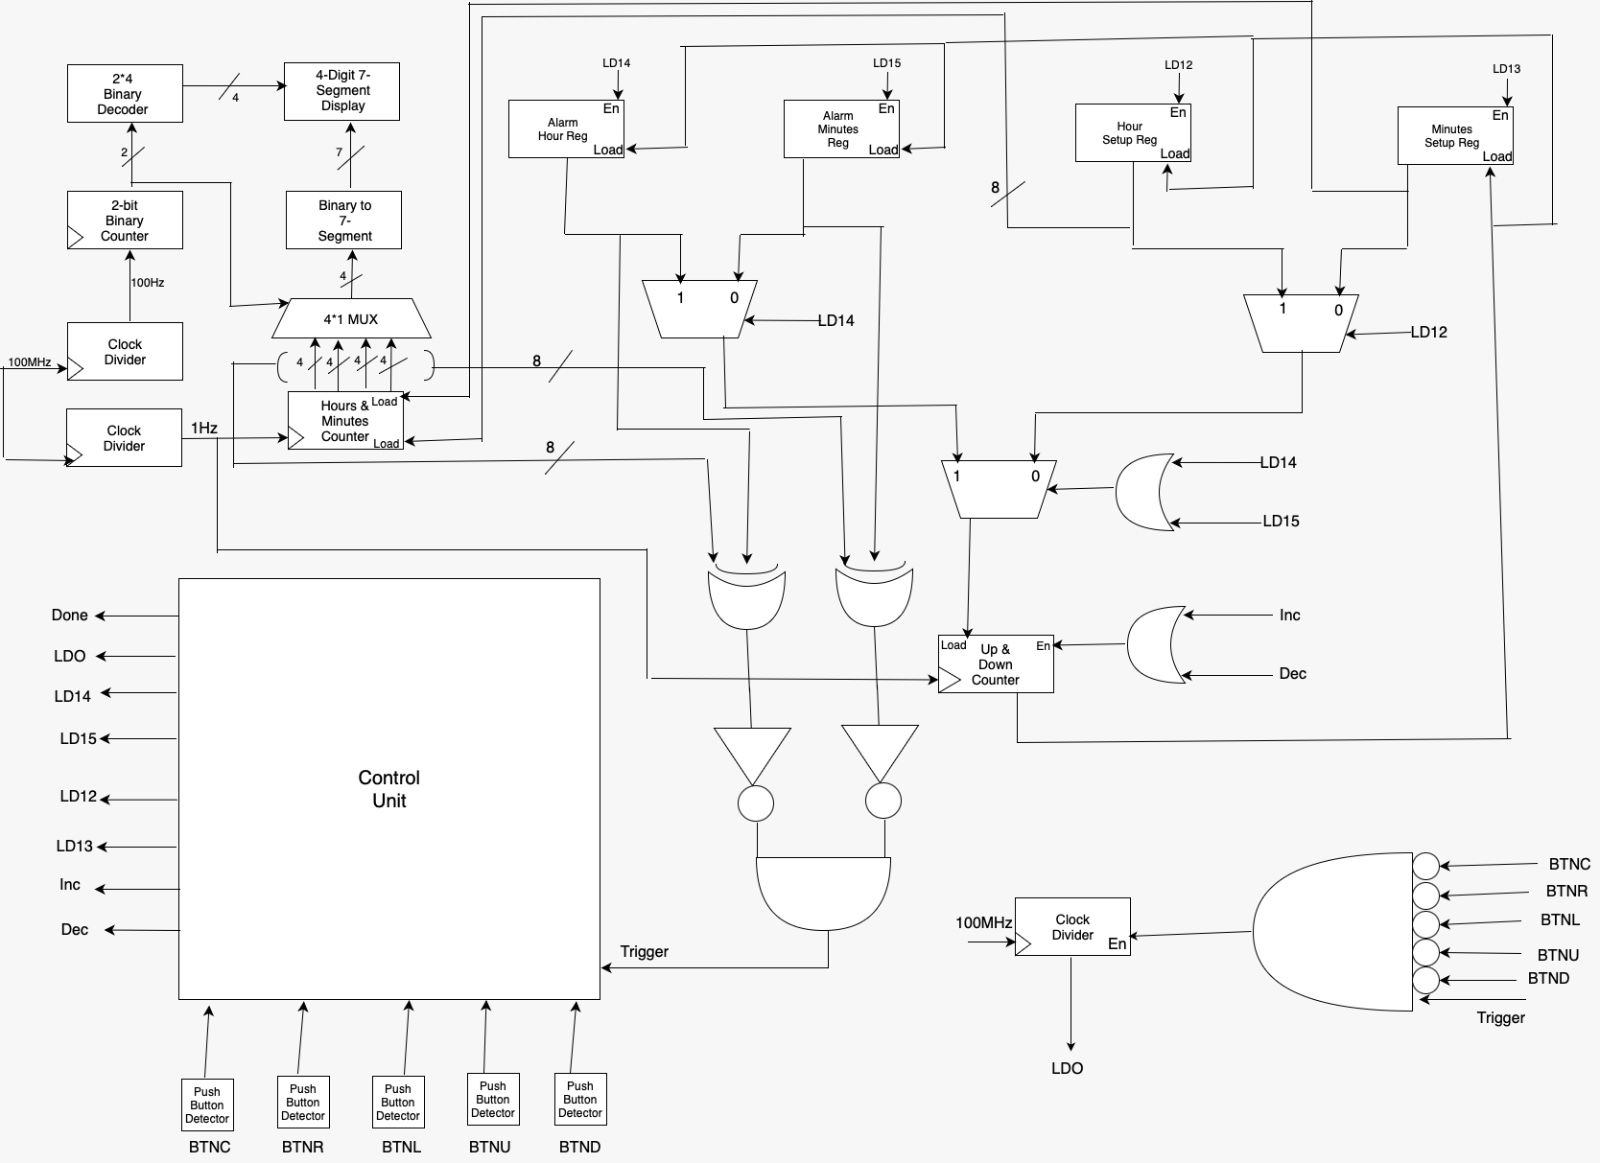 LD14
LD15
LD12
LD13
2*4
Binary
Decoder
4
4-Digit 7-
Segment
Display
En
Alarm
Hour Reg
Load
En
Alarm
Minutes
Reg
Load
En
Hour
Setup Reg
Load
En
Minutes
Setup Reg
Load
2
7
8
2-bit
Binary
Counter
Binary to
7-
Segment
100Hz
4
4*1 MUX
1 0
LD14
1 0
LD12
Clock
Divider
100MHz
4 4 4 4
8
Hours &
Minutes
Counter
Load
Load
Clock
Divider
1Hz
8
1 0
LD14
LD15
Done
LDO
LD14
LD15
LD12
LD13
Inc
Dec
Control
Unit
Load
En
Up &
Down
Counter
Inc
Dec
Trigger
100MHz
Clock
Divider
En
LDO
BTNC
BTNR
BTNL
BTNU
BTND
Trigger
Push
Button
Detector
Push
Button
Detector
Push
Button
Detector
Push
Button
Detector
Push
Button
Detector
BTNC
BTNR
BTNL
BTNU
BTND